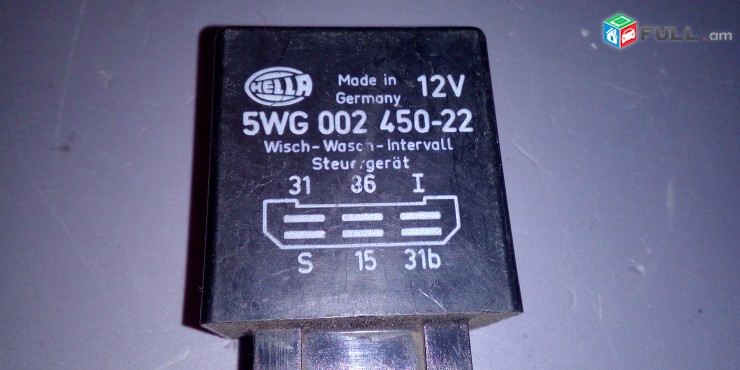 FULL.am
HELLA
Made in Germany
12V
5WG 002 450-22
Wisch-Wasch-Intervall
Steuergerät
31 86 I
S 15 31b